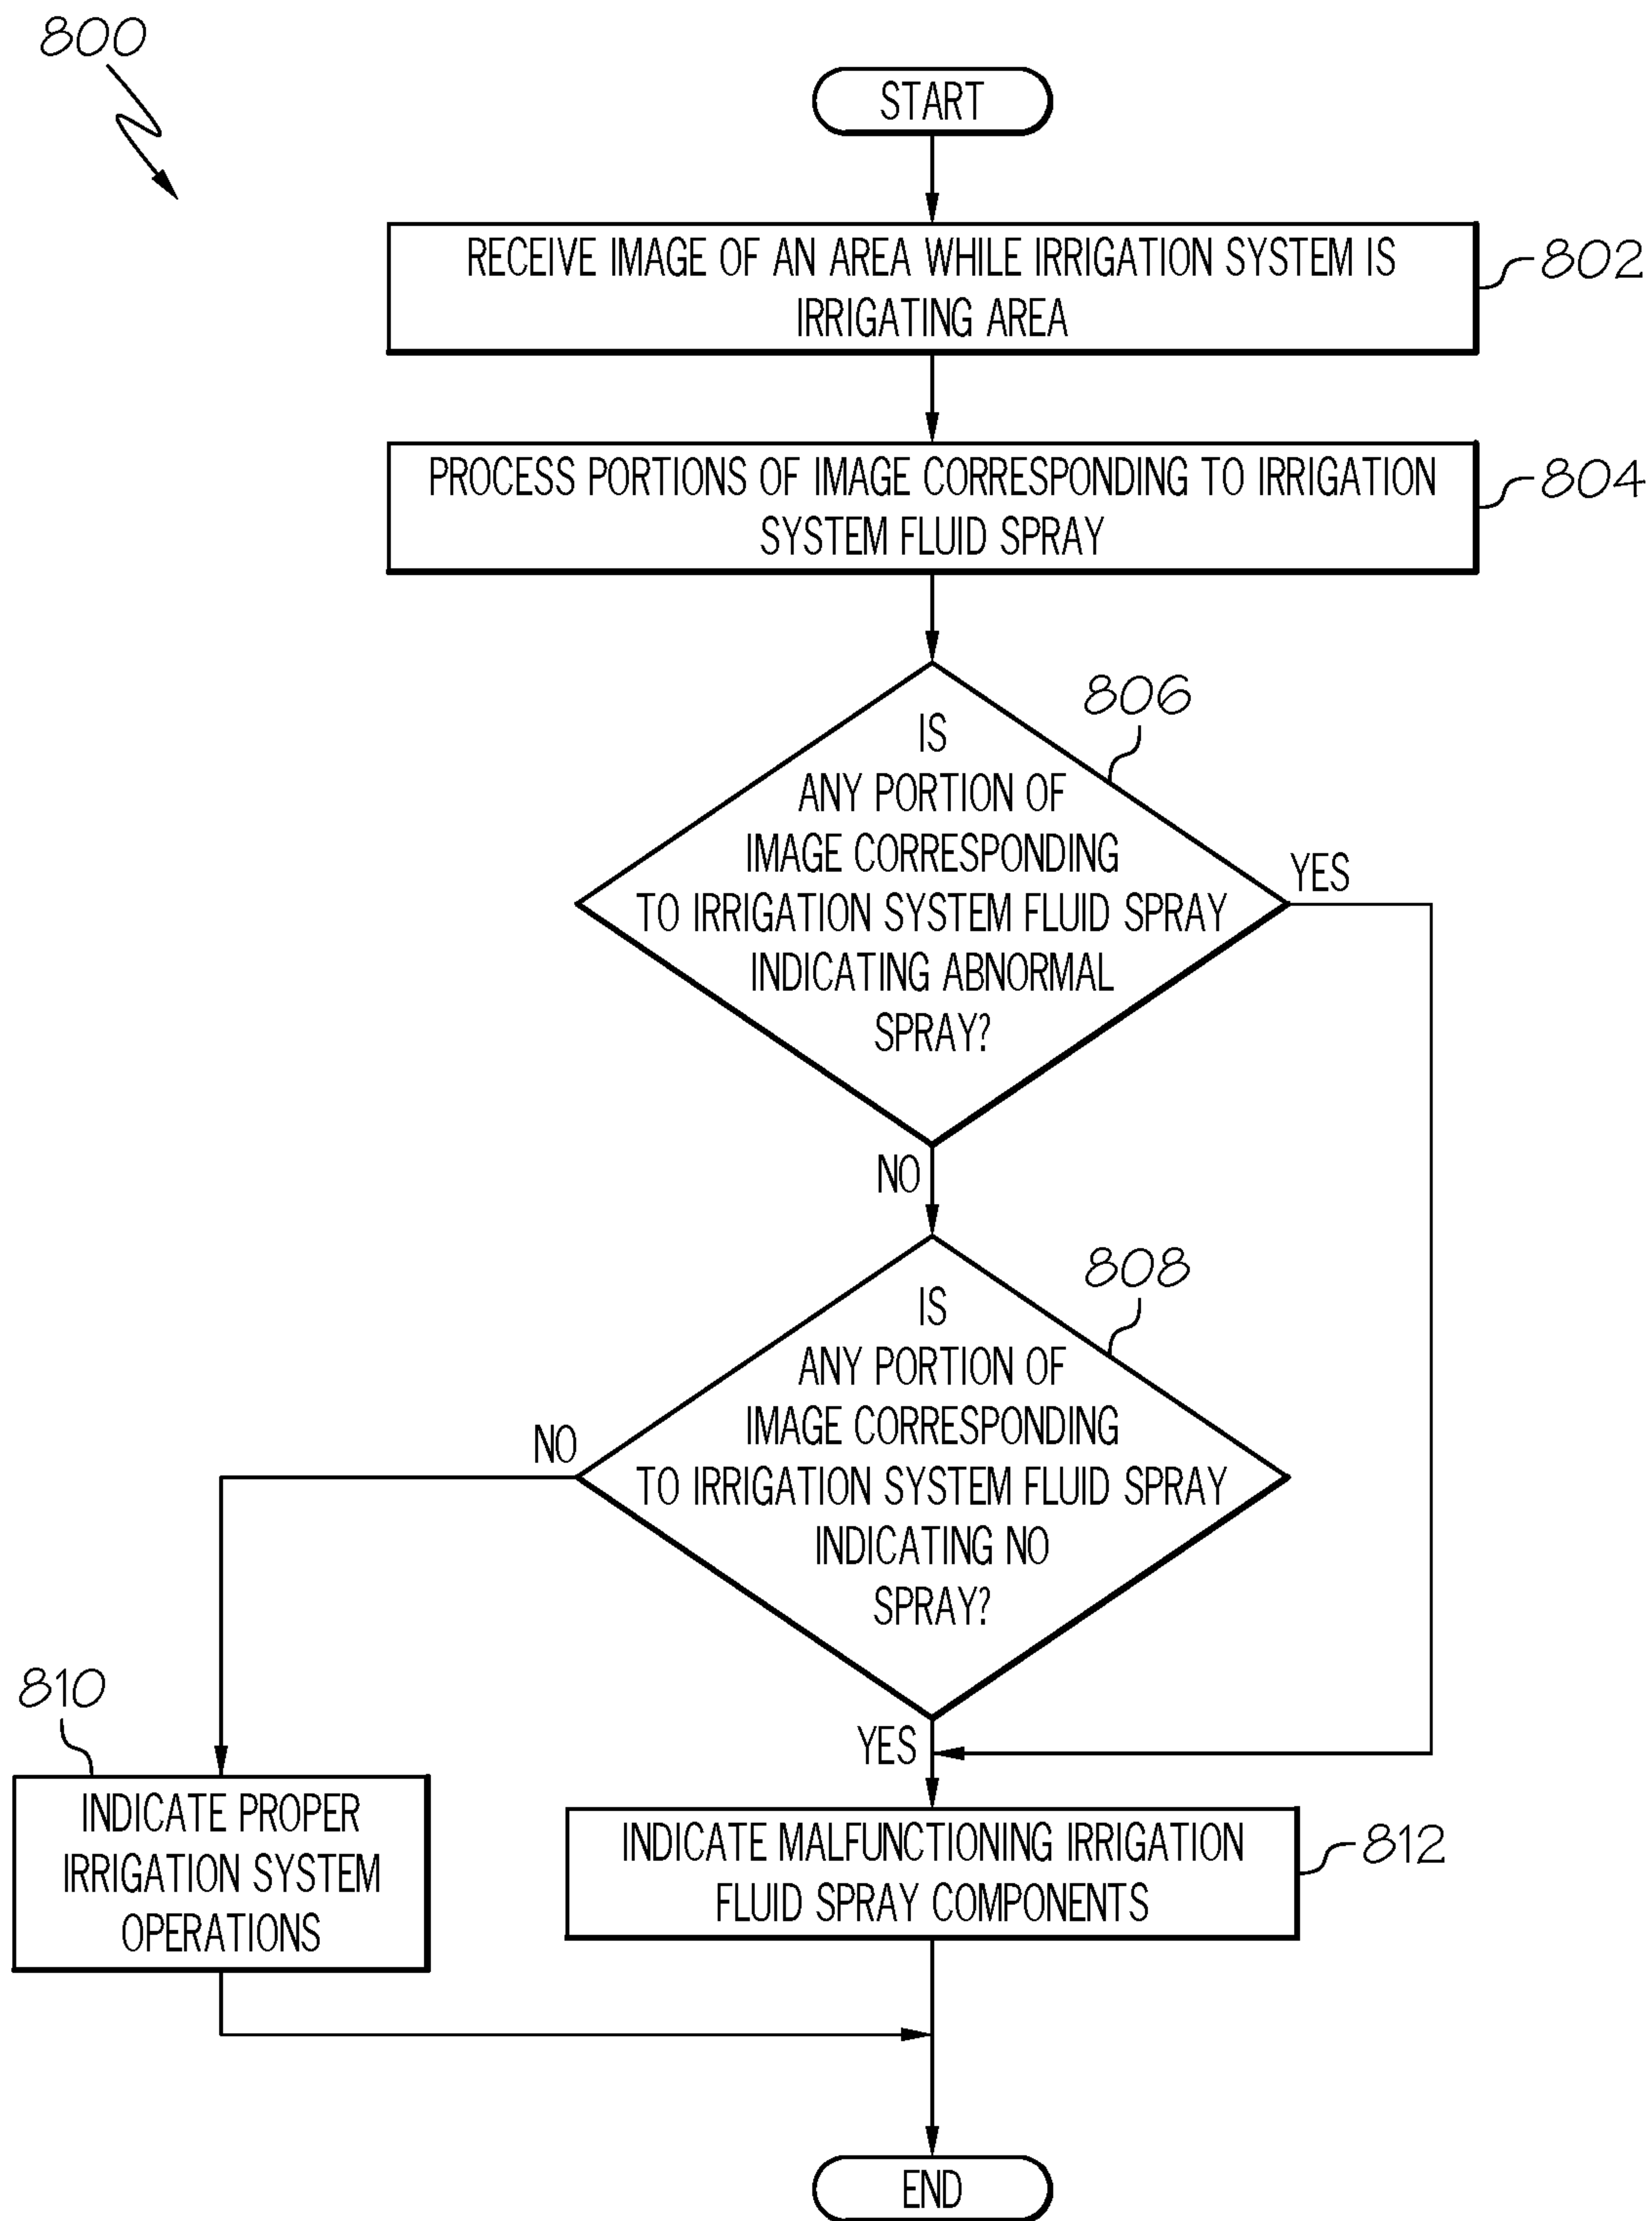 800
START
RECEIVE IMAGE OF AN AREA WHILE IRRIGATION SYSTEM IS
IRRIGATING AREA
802
PROCESS PORTIONS OF IMAGE CORRESPONDING TO IRRIGATION
SYSTEM FLUID SPRAY
804
806
IS
ANY PORTION OF
IMAGE CORRESPONDING
TO IRRIGATION SYSTEM FLUID SPRAY
INDICATING ABNORMAL
SPRAY?
YES
NO
808
IS
ANY PORTION OF
IMAGE CORRESPONDING
TO IRRIGATION SYSTEM FLUID SPRAY
INDICATING NO
SPRAY?
NO
YES
810
INDICATE PROPER
IRRIGATION SYSTEM
OPERATIONS
INDICATE MALFUNCTIONING IRRIGATION
FLUID SPRAY COMPONENTS
812
END